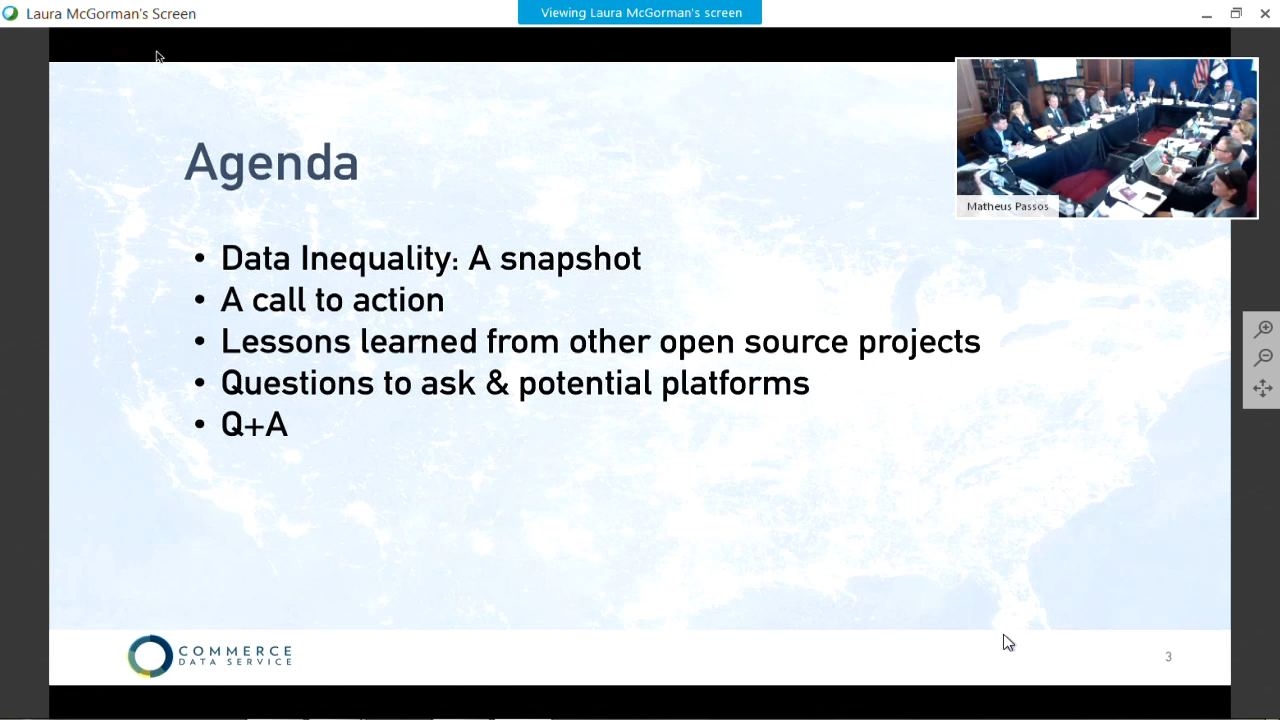 Laura McGorman's Screen
Viewing Laura McGorman's screen
Matheus Passos
Agenda
• Data Inequality: A snapshot
• A call to action
• Lessons learned from other open source projects
• Questions to ask & potential platforms
• Q+A
COMMERCE
DATA SERVICE
3